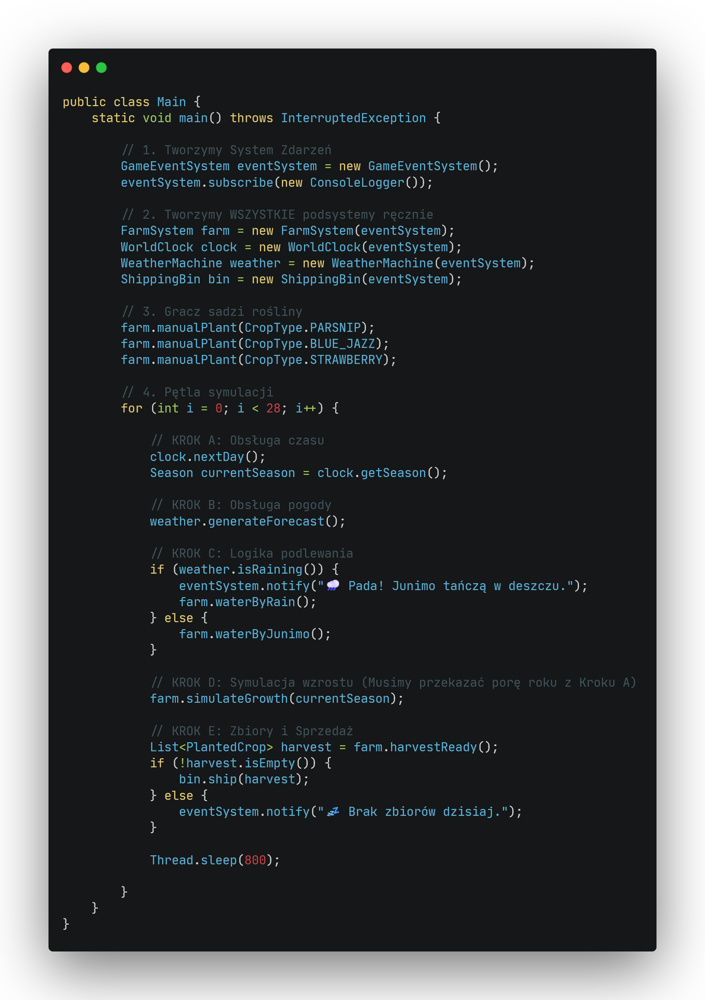 public class Main {
    static void main() throws InterruptedException {

        // 1. Tworzymy System Zdarzeń
        GameEventSystem eventSystem = new GameEventSystem();
        eventSystem.subscribe(new ConsoleLogger());

        // 2. Tworzymy WSZYSTKIE podsystemy ręcznie
        FarmSystem farm = new FarmSystem(eventSystem);
        WorldClock clock = new WorldClock(eventSystem);
        WeatherMachine weather = new WeatherMachine(eventSystem);
        ShippingBin bin = new ShippingBin(eventSystem);

        // 3. Gracz sadzi rośliny
        farm.manualPlant(CropType.PARSNIP);
        farm.manualPlant(CropType.BLUE_JAZZ);
        farm.manualPlant(CropType.STRAWBERRY);

        // 4. Pętla symulacji
        for (int i = 0; i < 28; i++) {

            // KROK A: Obsługa czasu
            clock.nextDay();
            Season currentSeason = clock.getSeason();

            // KROK B: Obsługa pogody
            weather.generateForecast();

            // KROK C: Logika podlewania
            if (weather.isRaining()) {
                eventSystem.notify("🌧️ Pada! Junimo tańczą w deszczu.");
                farm.waterByRain();
            } else {
                farm.waterByJunimo();
            }

            // KROK D: Symulacja wzrostu (Musimy przekazać porę roku z Kroku A)
            farm.simulateGrowth(currentSeason);

            // KROK E: Zbiory i Sprzedaż
            List<PlantedCrop> harvest = farm.harvestReady();
            if (!harvest.isEmpty()) {
                bin.ship(harvest);
            } else {
                eventSystem.notify("💤 Brak zbiorów dzisiaj.");
            }

            Thread.sleep(800);

        }
    }
}